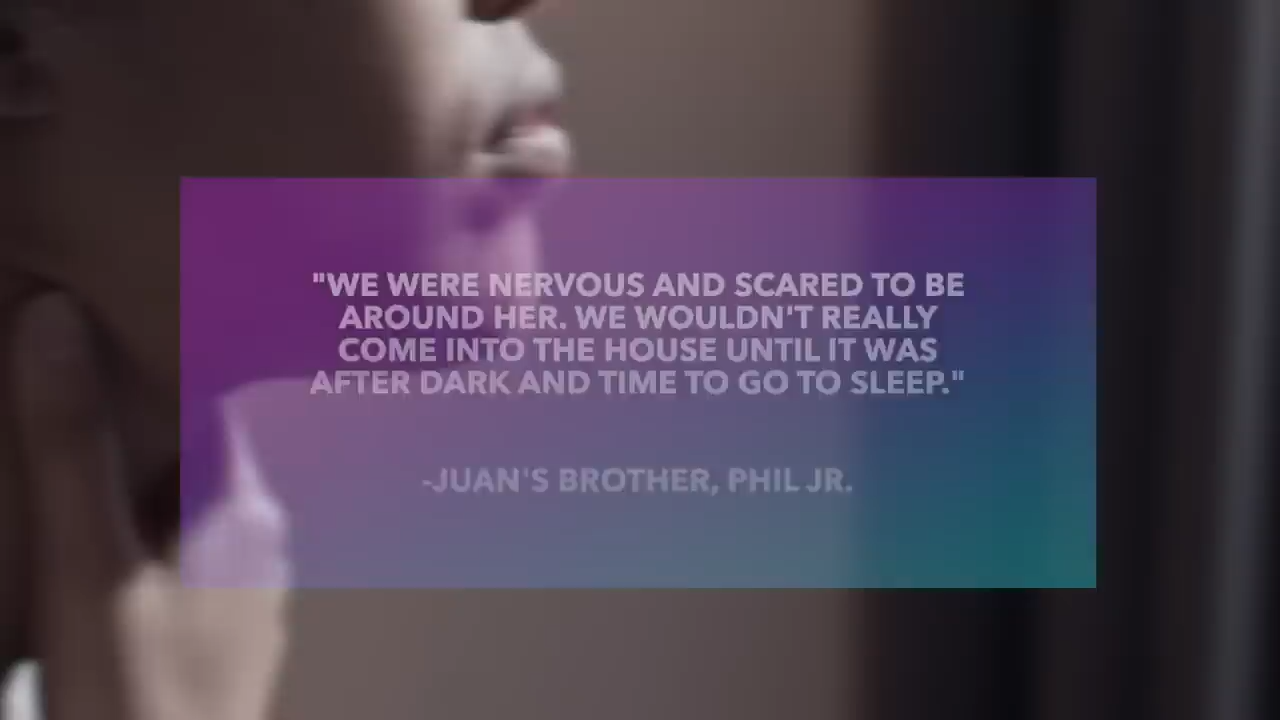 "WE WERE NERVOUS AND SCARED TO BE
AROUND HER. WE WOULDN'T REALLY
COME INTO THE HOUSE UNTIL IT WAS
AFTER DARK AND TIME TO GO TO SLEEP."
-JUAN'S BROTHER, PHIL JR.